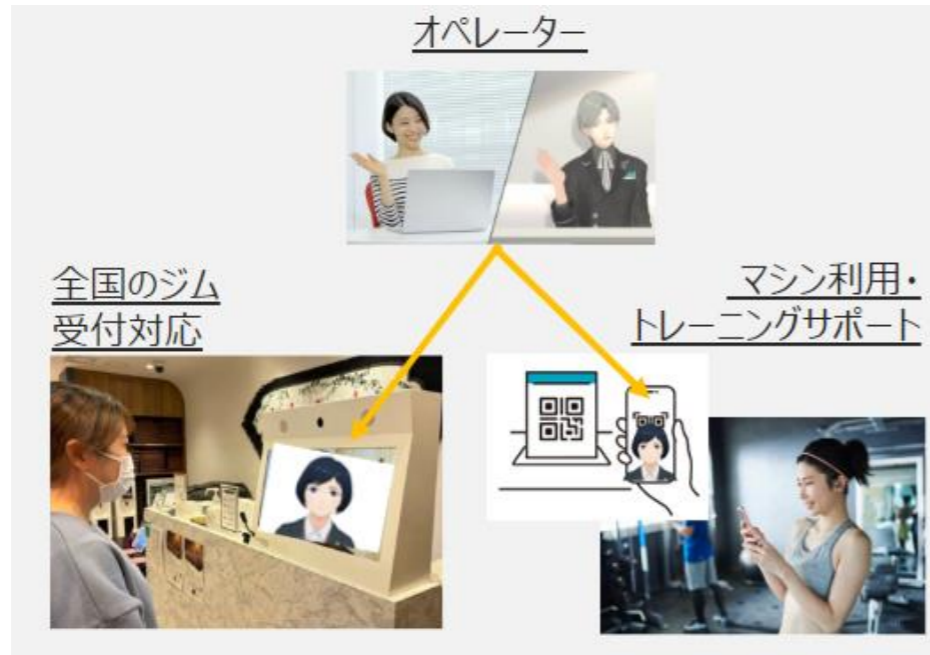 オペレーター
全国のジム
受付対応
マシン利用・
トレーニングサポート